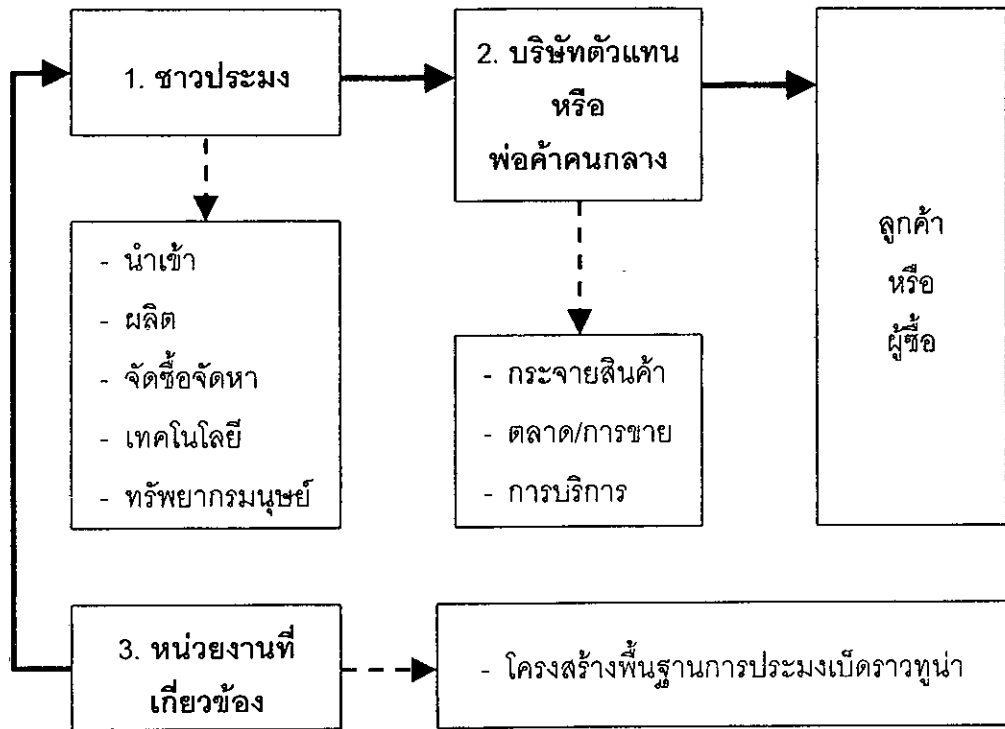 1. ชาวประมง
2. บริษัทตัวแทน
หรือ
พ่อค้าคนกลาง
ลูกค้า
หรือ
ผู้ซื้อ
- นำเข้า
- ผลิต
- จัดซื้อจัดหา
- เทคโนโลยี
- ทรัพยากรมนุษย์
- กระจายสินค้า
- ตลาด/การขาย
- การบริการ
3. หน่วยงานที่
เกี่ยวข้อง
- โครงสร้างพื้นฐานการประมงเบ็ดราวทูน่า